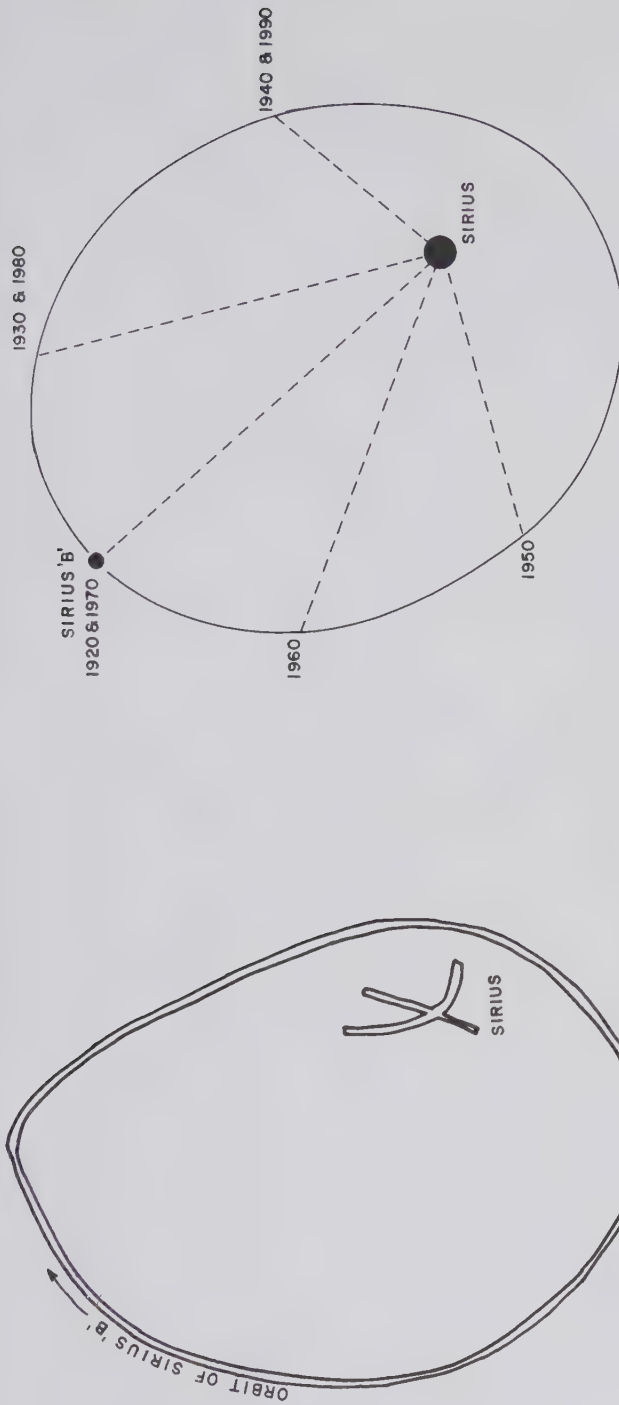 ORBIT OF SIRIUS 'B'
SIRIUS
SIRIUS 'B'
1920 & 1970
1930 & 1980
1940 & 1990
SIRIUS
1950
1960